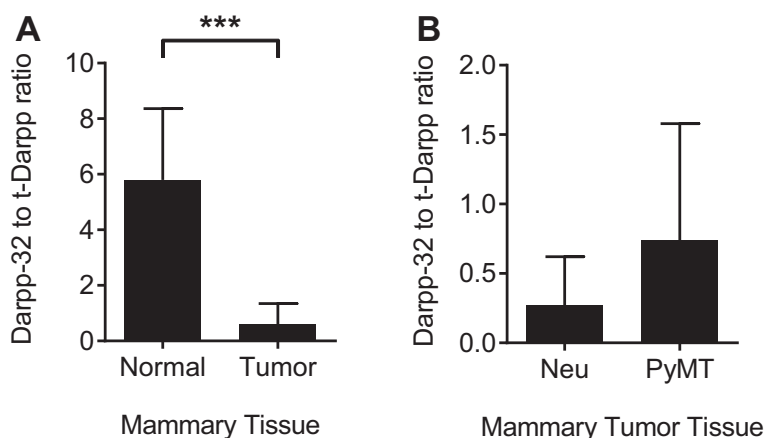 A
***
Darpp-32 to t-Darpp ratio
10
8
6
4
2
0
Normal Tumor
Mammary Tissue
B
Darpp-32 to t-Darpp ratio
2.0
1.5
1.0
0.5
0.0
Neu PyMT
Mammary Tumor Tissue